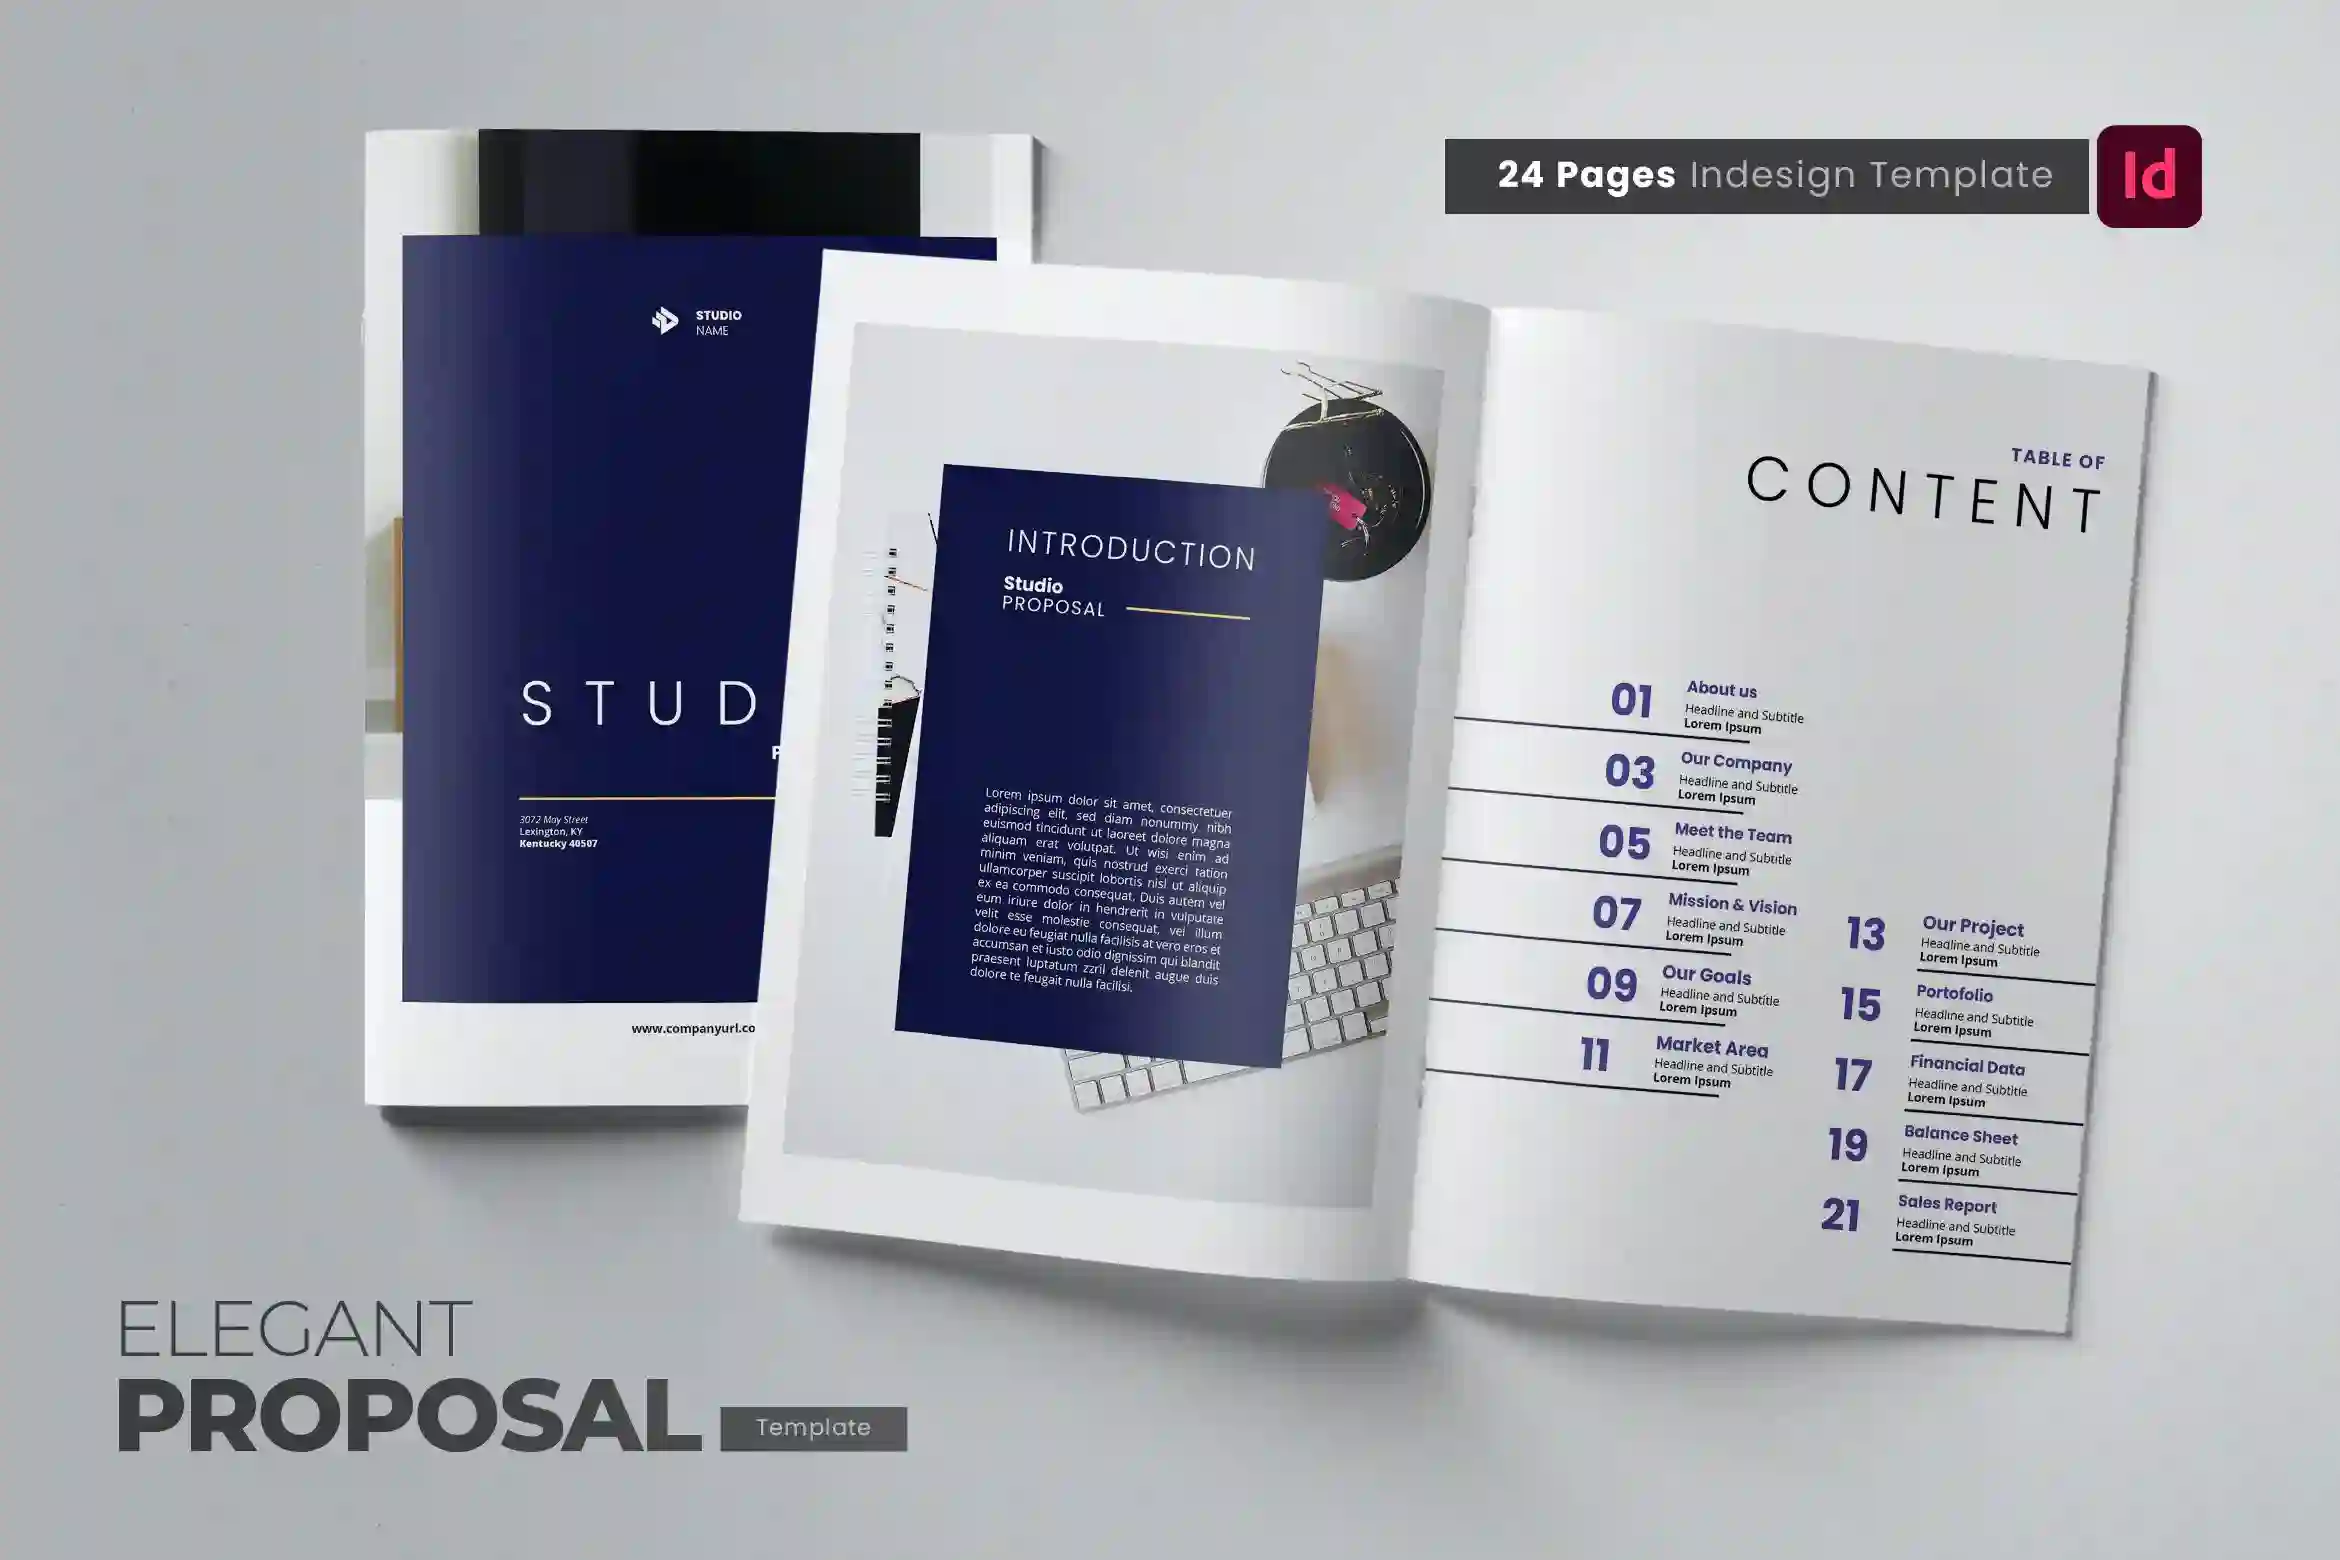 24 Pages Indesign Template
Id
STUDIO
NAME
STUD
3072 May Street
Lexington, KY
Kentucky 40507
www.companyurl.co
INTRODUCTION
Studio
PROPOSAL
Lorem ipsum dolor sit amet, consectetuer
adipiscing elit, sed diam nonummy nibh
euismod tincidunt ut laoreet dolore magna
aliquam erat volutpat. Ut wisi enim ad
minim veniam, quis nostrud exerci tation
ullamcorper suscipit lobortis nisl ut aliquip
ex ea commodo consequat. Duis autem vel
eum iriure dolor in hendrerit in vulputate
velit esse molestie consequat, vel illum
dolore eu feugiat nulla facilisis at vero eros et
accumsan et iusto odio dignissim qui blandit
praesent luptatum zzril delenit augue duis
dolore te feugait nulla facilisi.
TABLE OF
CONTENT
01 About us
Headline and Subtitle
Lorem Ipsum
03 Our Company
Headline and Subtitle
Lorem Ipsum
05 Meet the Team
Headline and Subtitle
Lorem Ipsum
07 Mission & Vision
Headline and Subtitle
Lorem Ipsum
09 Our Goals
Headline and Subtitle
Lorem Ipsum
11 Market Area
Headline and Subtitle
Lorem Ipsum
13 Our Project
Headline and Subtitle
Lorem Ipsum
15 Portofolio
Headline and Subtitle
Lorem Ipsum
17 Financial Data
Headline and Subtitle
Lorem Ipsum
19 Balance Sheet
Headline and Subtitle
Lorem Ipsum
21 Sales Report
Headline and Subtitle
Lorem Ipsum
ELEGANT
PROPOSAL
Template